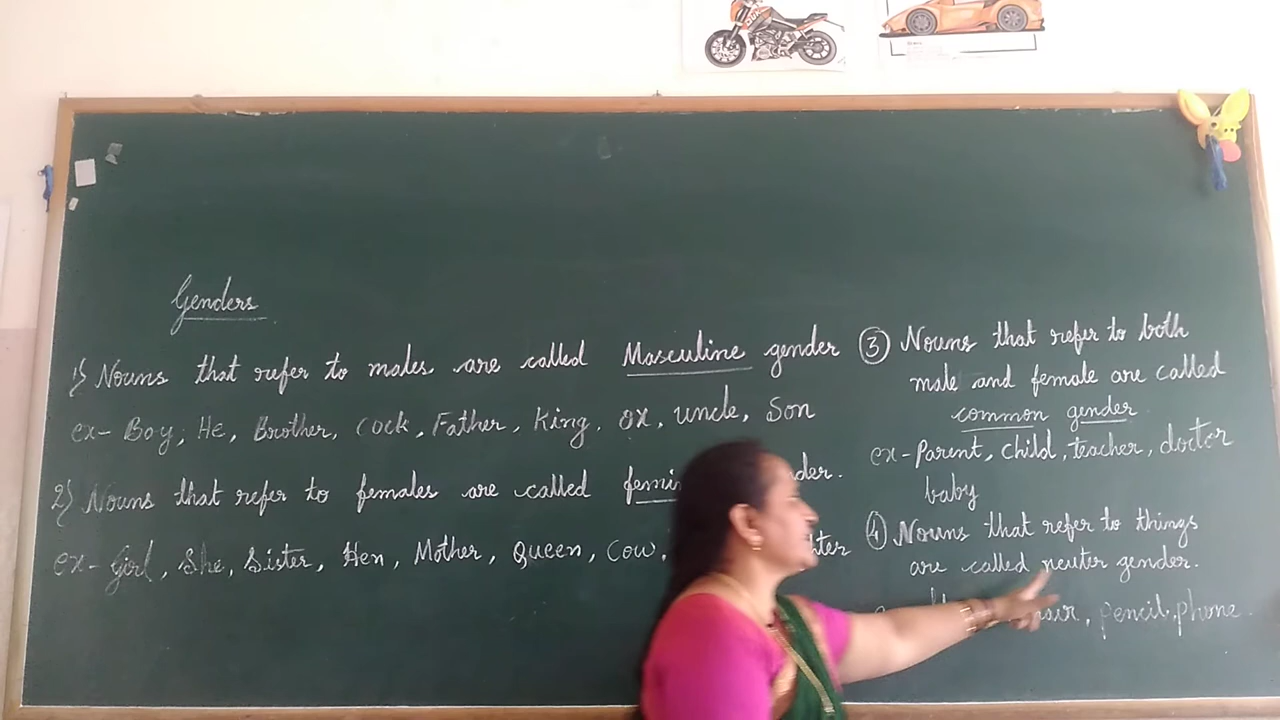 Genders
1) Nouns that refer to males are called Masculine gender
ex- Boy, He, Brother, Cock, Father, King, Ox, Uncle, Son
2) Nouns that refer to females are called
ex- Girl, She, Sister, Hen, Mother, Queen, Cow,
③ Nouns that refer to both
male and female are called
common gender
ex- Parent, Child, teacher, doctor
baby
④ Nouns that refer to things
are called neuter gender.
pencil, phone.